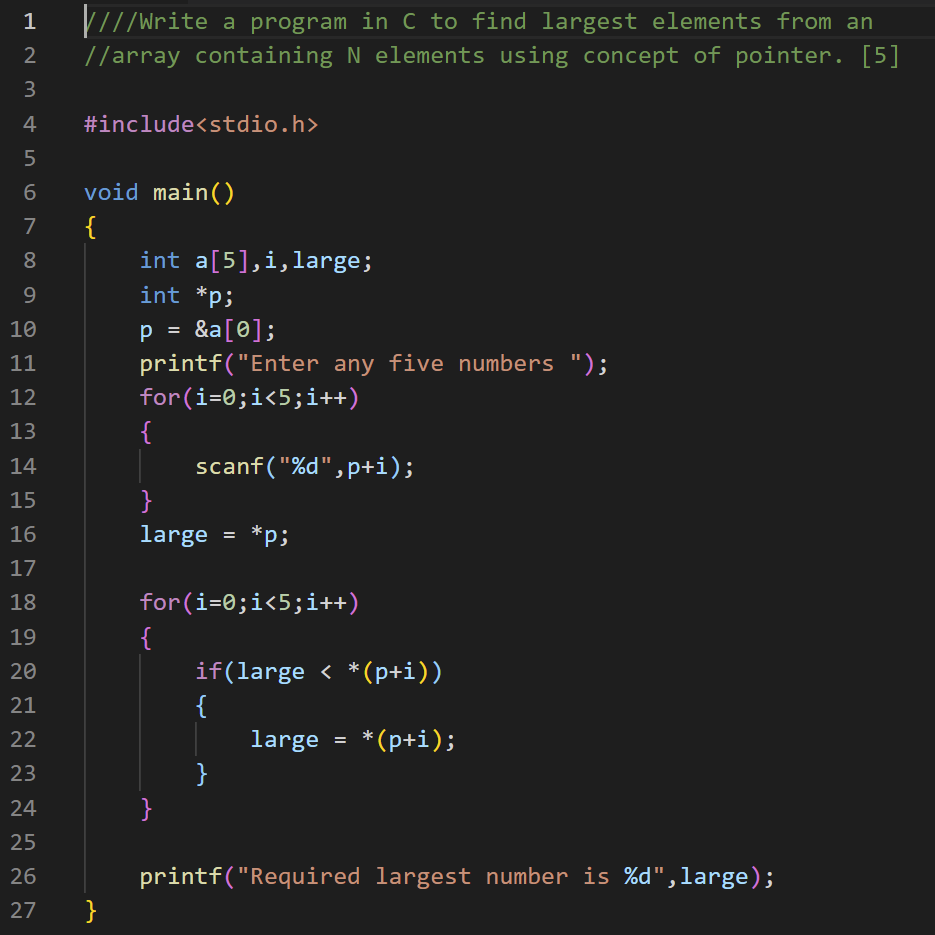 1 ////Write a program in C to find largest elements from an
2 //array containing N elements using concept of pointer. [5]
3
4 #include<stdio.h>
5
6 void main()
7 {
8     int a[5],i,large;
9     int *p;
10     p = &a[0];
11     printf("Enter any five numbers ");
12     for(i=0;i<5;i++)
13     {
14         scanf("%d",p+i);
15     }
16     large = *p;
17
18     for(i=0;i<5;i++)
19     {
20         if(large < *(p+i))
21         {
22             large = *(p+i);
23         }
24     }
25
26     printf("Required largest number is %d",large);
27 }